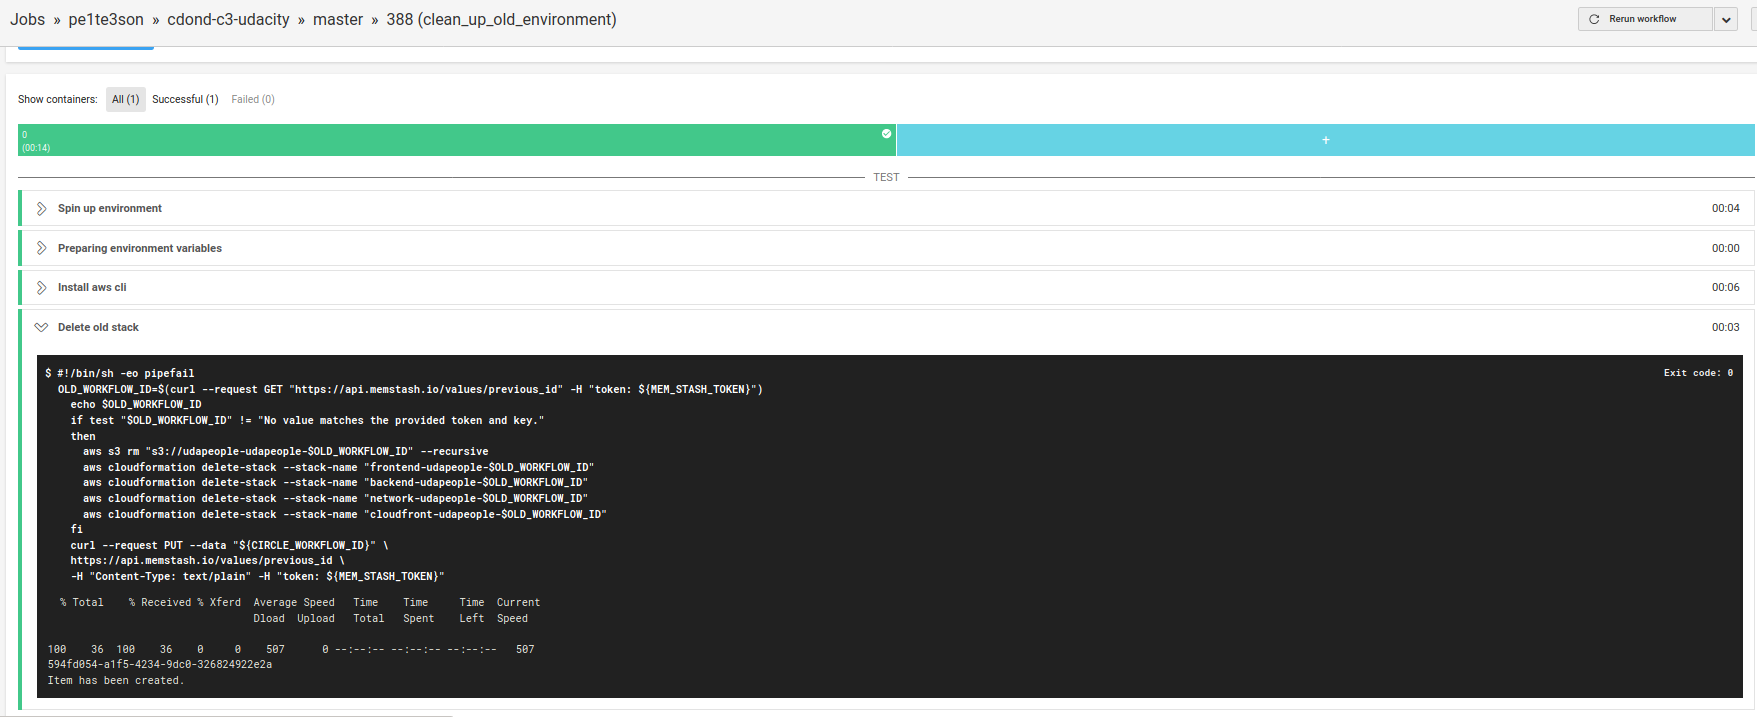 Jobs » pe1te3son » cdond-c3-udacity » master » 388 (clean_up_old_environment)
Rerun workflow
Show containers: All (1) Successful (1) Failed (0)
0
(00:14)
+
TEST
Spin up environment 00:04
Preparing environment variables 00:00
Install aws cli 00:06
Delete old stack 00:03
$ #!/bin/sh -eo pipefail Exit code: 0
OLD_WORKFLOW_ID=$(curl --request GET "https://api.memstash.io/values/previous_id" -H "token: ${MEM_STASH_TOKEN}")
echo $OLD_WORKFLOW_ID
if test "$OLD_WORKFLOW_ID" != "No value matches the provided token and key."
then
aws s3 rm "s3://udapeople-udapeople-$OLD_WORKFLOW_ID" --recursive
aws cloudformation delete-stack --stack-name "frontend-udapeople-$OLD_WORKFLOW_ID"
aws cloudformation delete-stack --stack-name "backend-udapeople-$OLD_WORKFLOW_ID"
aws cloudformation delete-stack --stack-name "network-udapeople-$OLD_WORKFLOW_ID"
aws cloudformation delete-stack --stack-name "cloudfront-udapeople-$OLD_WORKFLOW_ID"
fi
curl --request PUT --data "${CIRCLE_WORKFLOW_ID}" \
https://api.memstash.io/values/previous_id \
-H "Content-Type: text/plain" -H "token: ${MEM_STASH_TOKEN}"
% Total % Received % Xferd Average Speed Time Time Time Current
Dload Upload Total Spent Left Speed
100 36 100 36 0 0 507 0 --:--:-- --:--:-- --:--:-- 507
594fd054-a1f5-4234-9dc0-326824922e2a
Item has been created.